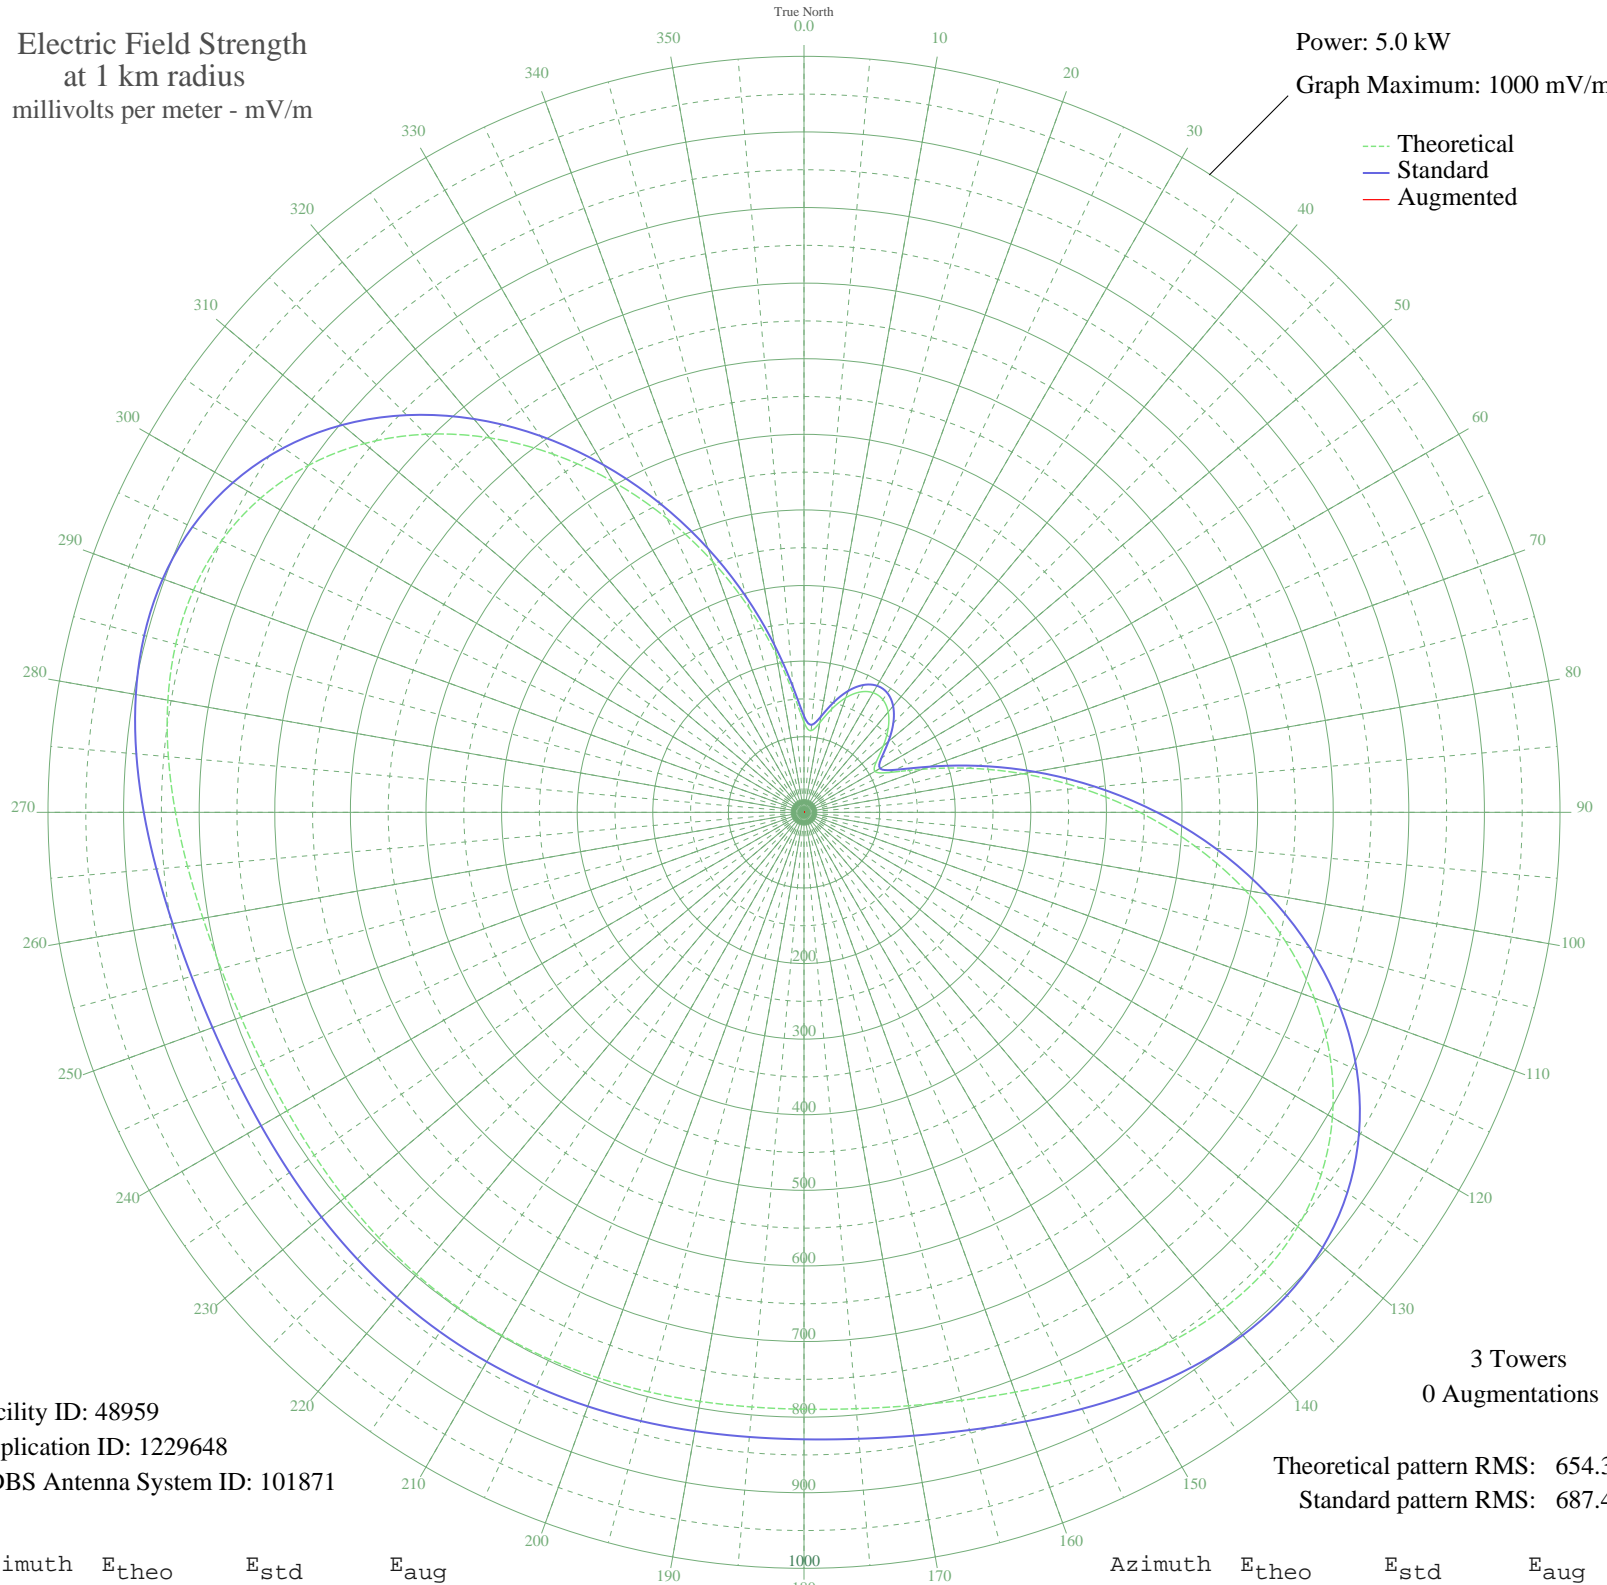 True North
0.0
Electric Field Strength
at 1 km radius
millivolts per meter - mV/m
Power: 5.0 kW
Graph Maximum: 1000 mV/m
Theoretical
Standard
Augmented
10
20
30
40
50
60
70
80
90
100
110
120
130
140
150
160
170
190
200
210
220
230
240
250
260
270
280
290
300
310
320
330
340
350
200
300
400
500
600
700
800
900
1000
3 Towers
0 Augmentations
cility ID: 48959
plication ID: 1229648
DBS Antenna System ID: 101871
Theoretical pattern RMS: 654.3
Standard pattern RMS: 687.4
imuth Etheo Estd Eaug
Azimuth Etheo Estd Eaug